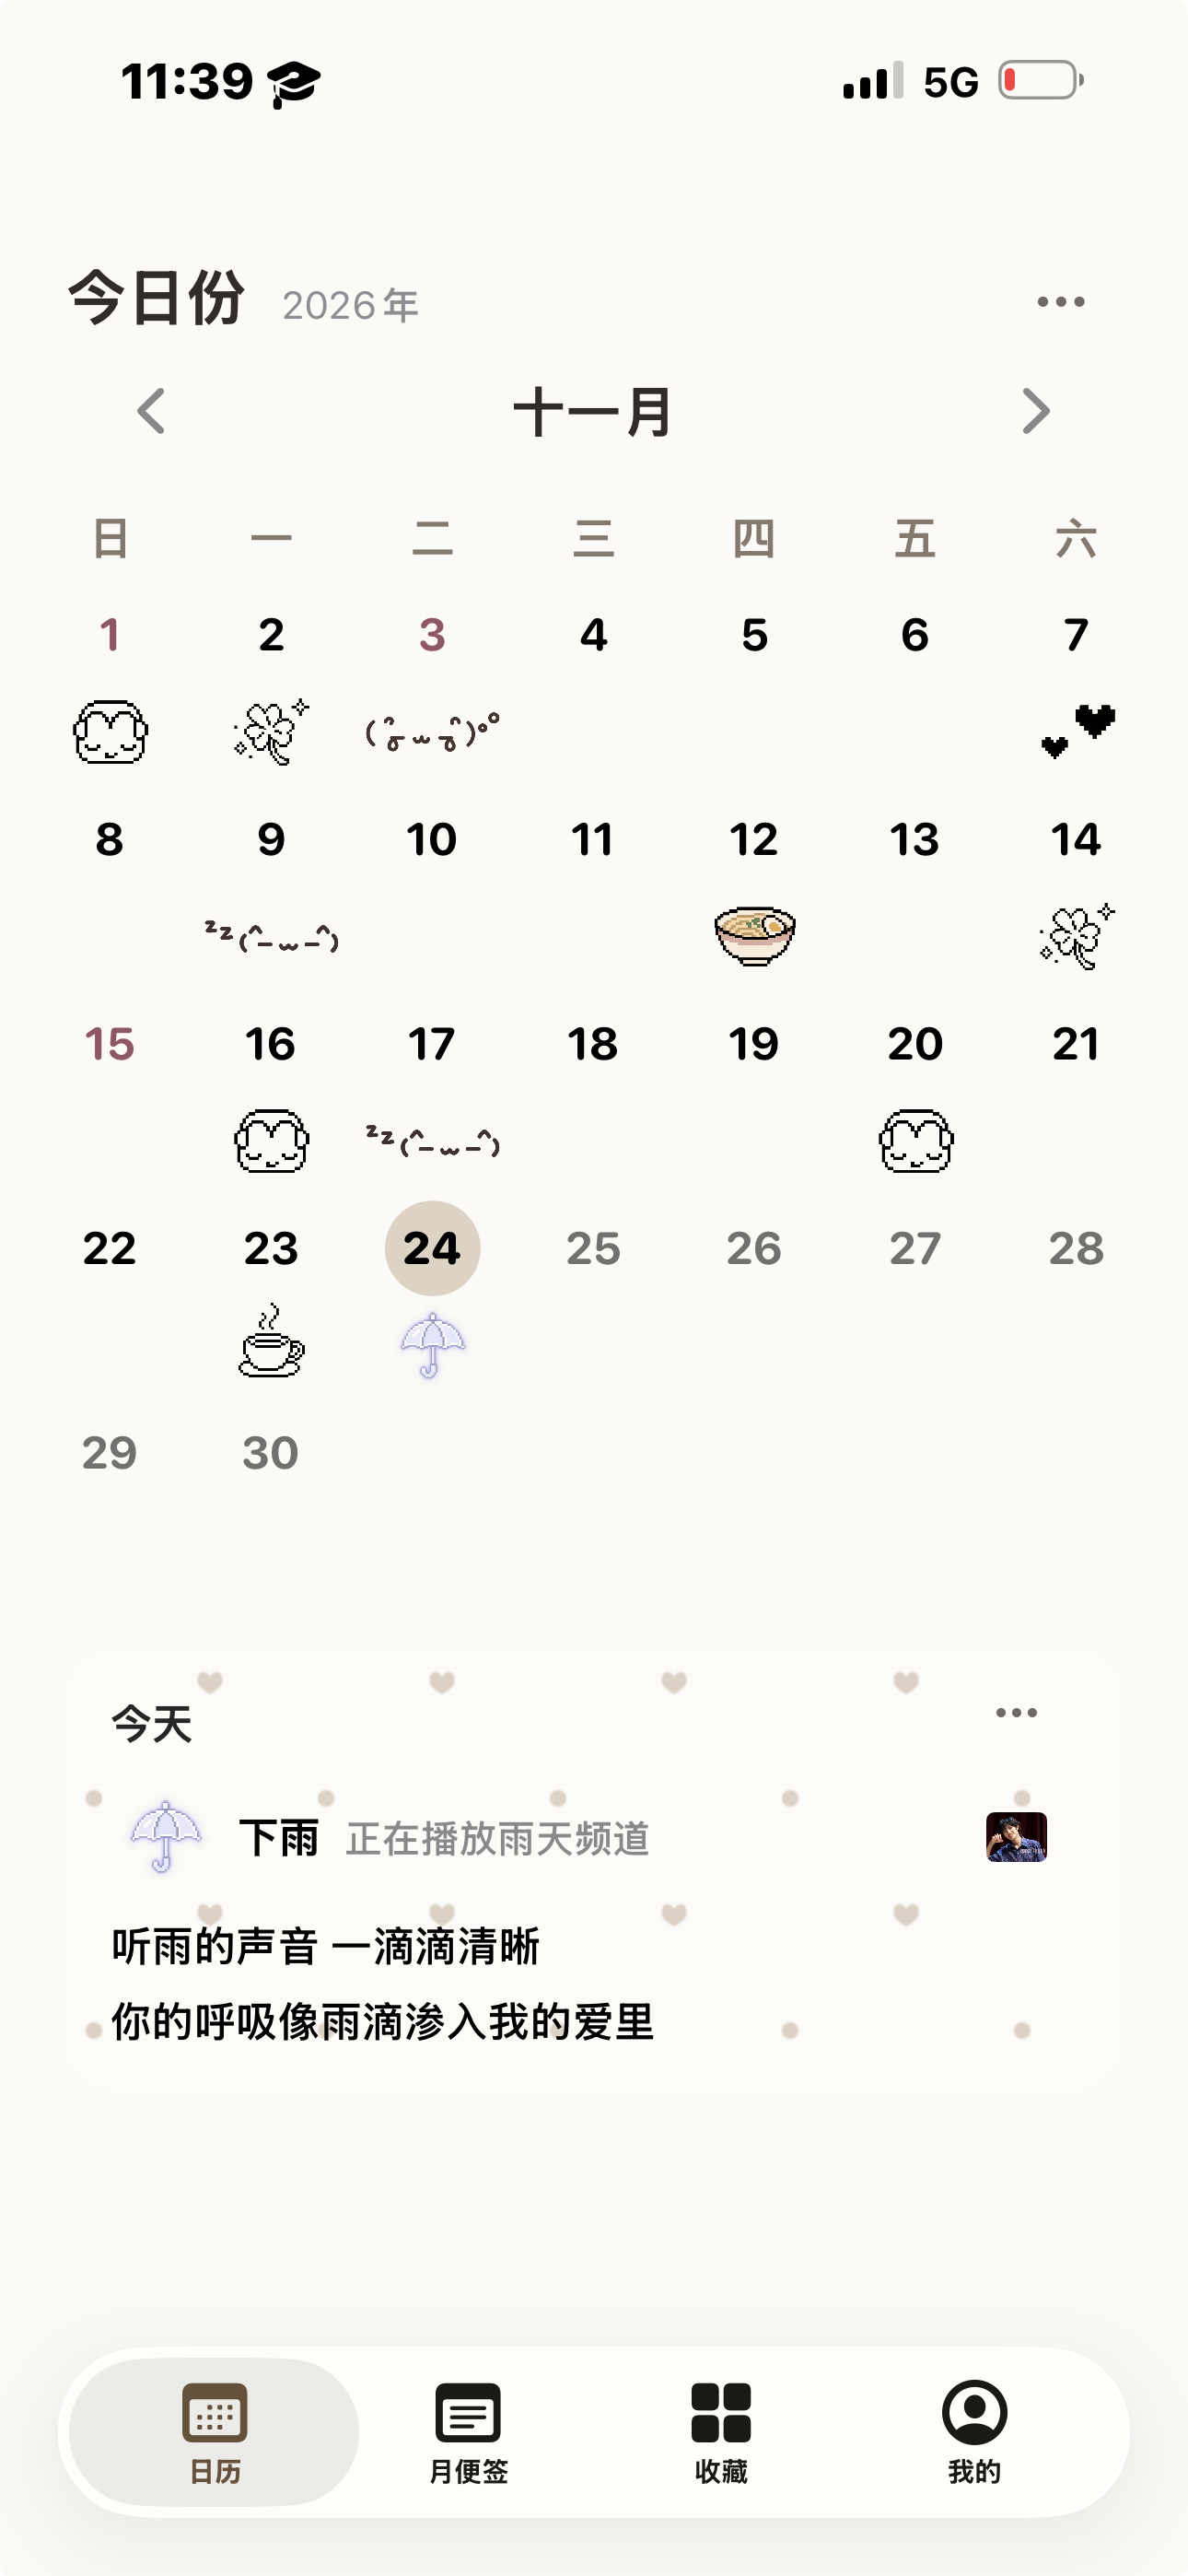 11:39 5G
今日份 2026年
十一月
日 一 二 三 四 五 六
1 2 3 4 5 6 7
8 9 10 11 12 13 14
15 16 17 18 19 20 21
22 23 24 25 26 27 28
29 30
今天
下雨 正在播放雨天频道
听雨的声音 一滴滴清晰
你的呼吸像雨滴渗入我的爱里
日历 月便签 收藏 我的